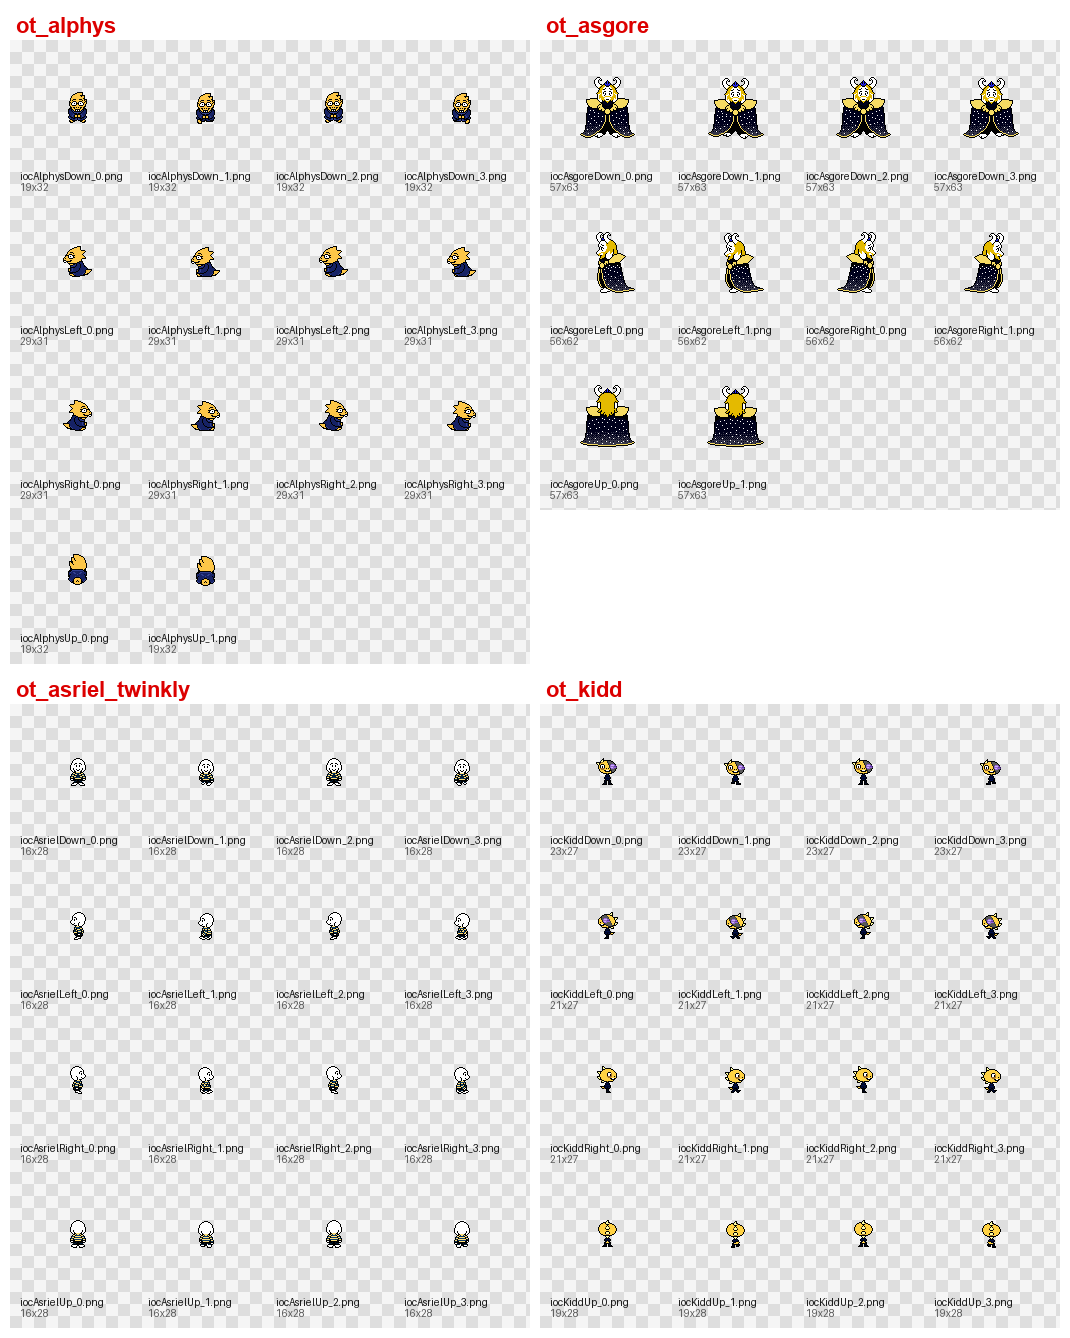 ot_alphys
iocAlphysDown_0.png iocAlphysDown_1.png iocAlphysDown_2.png iocAlphysDown_3.png
19x32 19x32 19x32 19x32
iocAlphysLeft_0.png iocAlphysLeft_1.png iocAlphysLeft_2.png iocAlphysLeft_3.png
29x31 29x31 29x31 29x31
iocAlphysRight_0.png iocAlphysRight_1.png iocAlphysRight_2.png iocAlphysRight_3.png
29x31 29x31 29x31 29x31
iocAlphysUp_0.png iocAlphysUp_1.png
19x32 19x32
ot_asgore
iocAsgoreDown_0.png iocAsgoreDown_1.png iocAsgoreDown_2.png iocAsgoreDown_3.png
57x63 57x63 57x63 57x63
iocAsgoreLeft_0.png iocAsgoreLeft_1.png iocAsgoreRight_0.png iocAsgoreRight_1.png
56x62 56x62 56x62 56x62
iocAsgoreUp_0.png iocAsgoreUp_1.png
57x63 57x63
ot_asriel_twinkly
iocAsrielDown_0.png iocAsrielDown_1.png iocAsrielDown_2.png iocAsrielDown_3.png
16x28 16x28 16x28 16x28
iocAsrielLeft_0.png iocAsrielLeft_1.png iocAsrielLeft_2.png iocAsrielLeft_3.png
16x28 16x28 16x28 16x28
iocAsrielRight_0.png iocAsrielRight_1.png iocAsrielRight_2.png iocAsrielRight_3.png
16x28 16x28 16x28 16x28
iocAsrielUp_0.png iocAsrielUp_1.png iocAsrielUp_2.png iocAsrielUp_3.png
16x28 16x28 16x28 16x28
ot_kidd
iocKiddDown_0.png iocKiddDown_1.png iocKiddDown_2.png iocKiddDown_3.png
23x27 23x27 23x27 23x27
iocKiddLeft_0.png iocKiddLeft_1.png iocKiddLeft_2.png iocKiddLeft_3.png
21x27 21x27 21x27 21x27
iocKiddRight_0.png iocKiddRight_1.png iocKiddRight_2.png iocKiddRight_3.png
21x27 21x27 21x27 21x27
iocKiddUp_0.png iocKiddUp_1.png iocKiddUp_2.png iocKiddUp_3.png
19x28 19x28 19x28 19x28